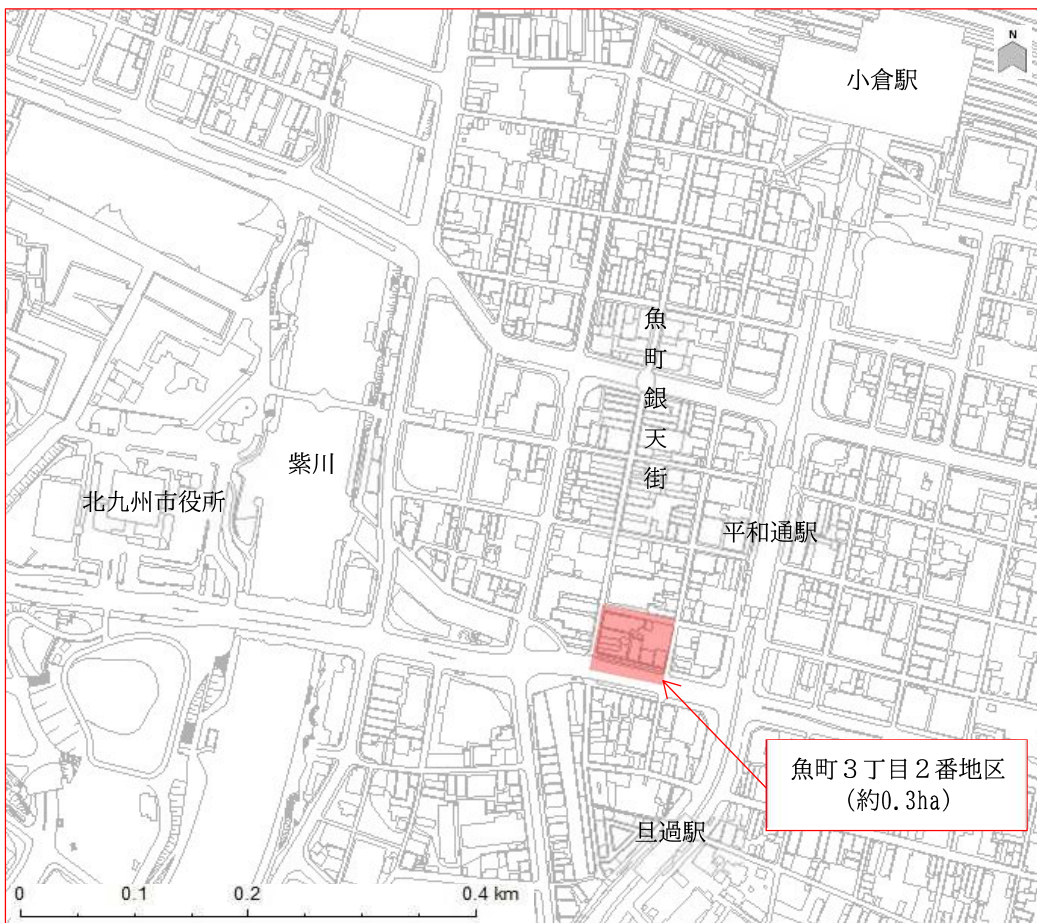 N
小倉駅
魚町銀天街
紫川
北九州市役所
平和通駅
魚町３丁目２番地区
(約0.3ha)
旦過駅
0 0.1 0.2 0.4 km